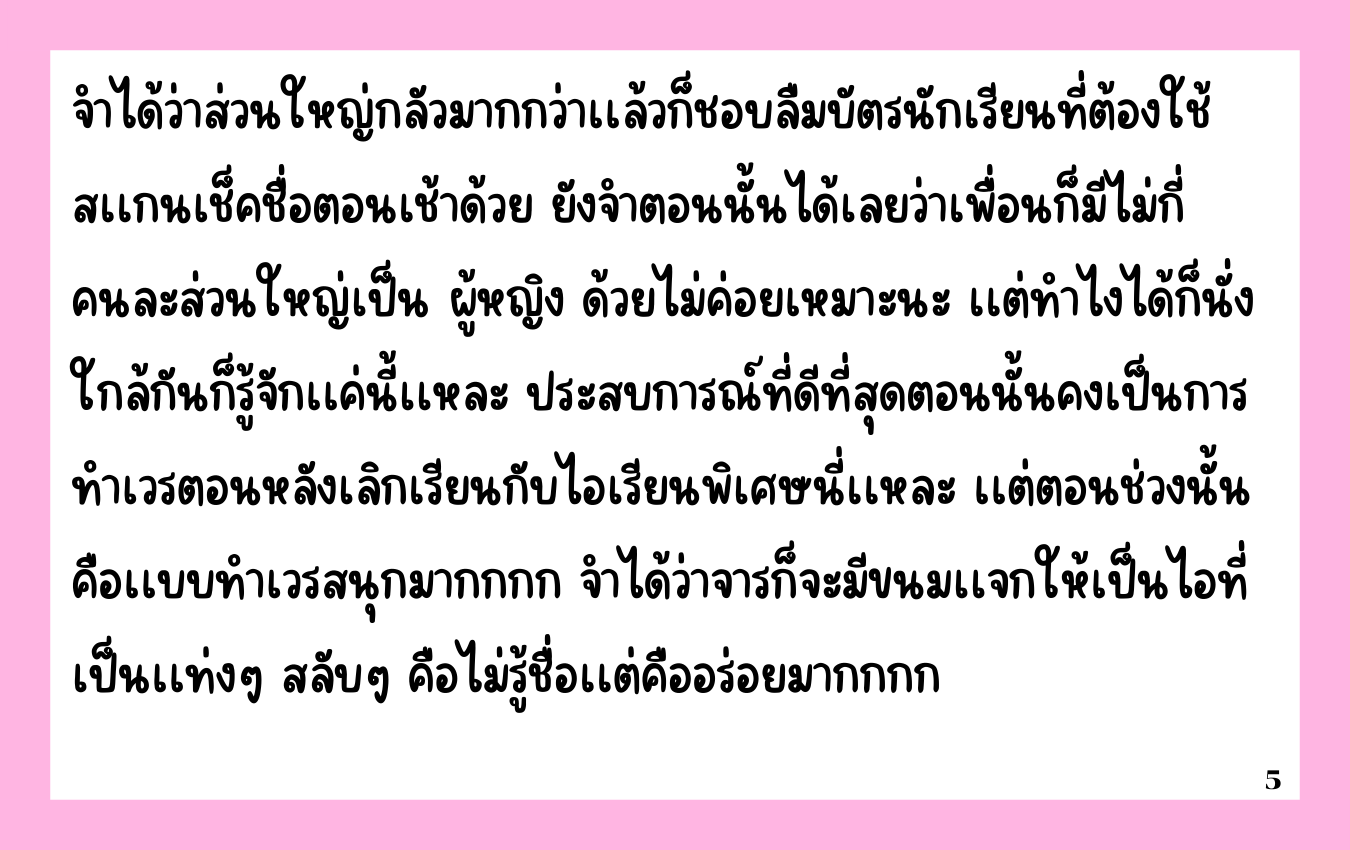 จำได้ว่าส่วนใหญ่กลัวมากกว่าแล้วก็ชอบลืมบัตรนักเรียนที่ต้องใช้
สแกนเช็คชื่อตอนเช้าด้วย ยังจำตอนนั้นได้เลยว่าเพื่อนก็มีไม่กี่
คนละส่วนใหญ่เป็น ผู้หญิง ด้วยไม่ค่อยเหมาะนะ แต่ทำไงได้ก็นั่ง
ใกล้กันก็รู้จักแค่นี้แหละ ประสบการณ์ที่ดีที่สุดตอนนั้นคงเป็นการ
ทำเวรตอนหลังเลิกเรียนกับไอเรียนพิเศษนี่แหละ แต่ตอนช่วงนั้น
คือแบบทำเวรสนุกมากกกก จำได้ว่าจารก็จะมีขนมแจกให้เป็นไอที่
เป็นแท่งๆ สลับๆ คือไม่รู้ชื่อแต่คืออร่อยมากกกก
5